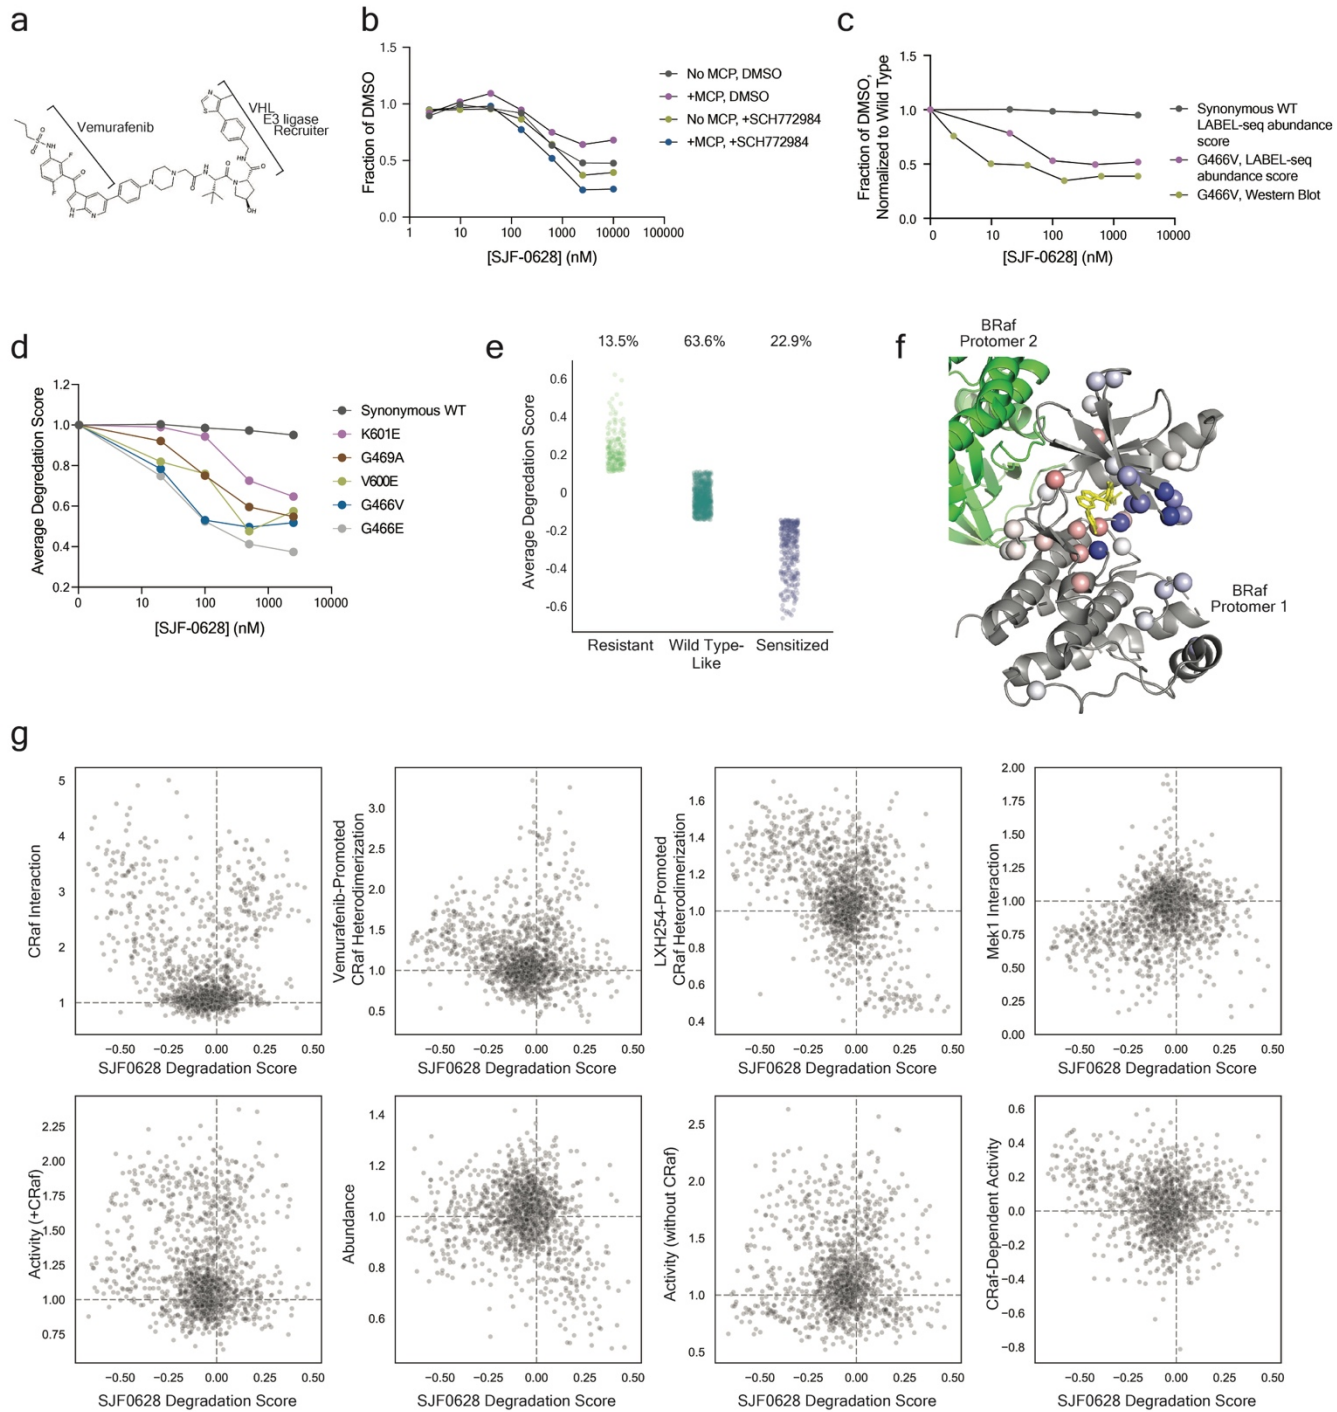 a
Vemurafenib
VHL
E3 ligase
Recruiter
b
Fraction of DMSO
1.5
1.0
0.5
0.0
1
10
100
1000
10000
100000
[SJF-0628] (nM)
No MCP, DMSO
+MCP, DMSO
No MCP, +SCH772984
+MCP, +SCH772984
c
Fraction of DMSO,
Normalized to Wild Type
1.5
1.0
0.5
0.0
0
10
100
1000
10000
[SJF-0628] (nM)
Synonymous WT
LABEL-seq abundance
score
G466V, LABEL-seq
abundance score
G466V, Western Blot
d
Average Degredation Score
1.2
1.0
0.8
0.6
0.4
0.2
0
10
100
1000
10000
[SJF-0628] (nM)
Synonymous WT
K601E
G469A
V600E
G466V
G466E
e
13.5%
63.6%
22.9%
Average Degredation Score
0.6
0.4
0.2
0
-0.2
-0.4
-0.6
Resistant
Wild Type-
Like
Sensitized
f
BRaf
Protomer 2
BRaf
Protomer 1
g
CRaf Interaction
5
4
3
2
1
−0.50
−0.25
0.00
0.25
0.50
SJF0628 Degradation Score
Vemurafenib-Promoted
CRaf Heterodimerization
3.0
2.5
2.0
1.5
1.0
0.5
−0.50
−0.25
0.00
0.25
0.50
SJF0628 Degradation Score
LXH254-Promoted
CRaf Heterodimerization
1.6
1.4
1.2
1.0
0.8
0.6
0.4
−0.50
−0.25
0.00
0.25
0.50
SJF0628 Degradation Score
Mek1 Interaction
2.00
1.75
1.50
1.25
1.00
0.75
0.50
0.25
0.00
−0.50
−0.25
0.00
0.25
0.50
SJF0628 Degradation Score
Activity (+CRaf)
2.25
2.00
1.75
1.50
1.25
1.00
0.75
−0.50
−0.25
0.00
0.25
0.50
SJF0628 Degradation Score
Abundance
1.4
1.2
1.0
0.8
0.6
−0.50
−0.25
0.00
0.25
0.50
SJF0628 Degradation Score
Activity (without CRaf)
2.5
2.0
1.5
1.0
0.5
−0.50
−0.25
0.00
0.25
0.50
SJF0628 Degradation Score
CRaf-Dependent Activity
0.6
0.4
0.2
0.0
−0.2
−0.4
−0.6
−0.8
−0.50
−0.25
0.00
0.25
0.50
SJF0628 Degradation Score